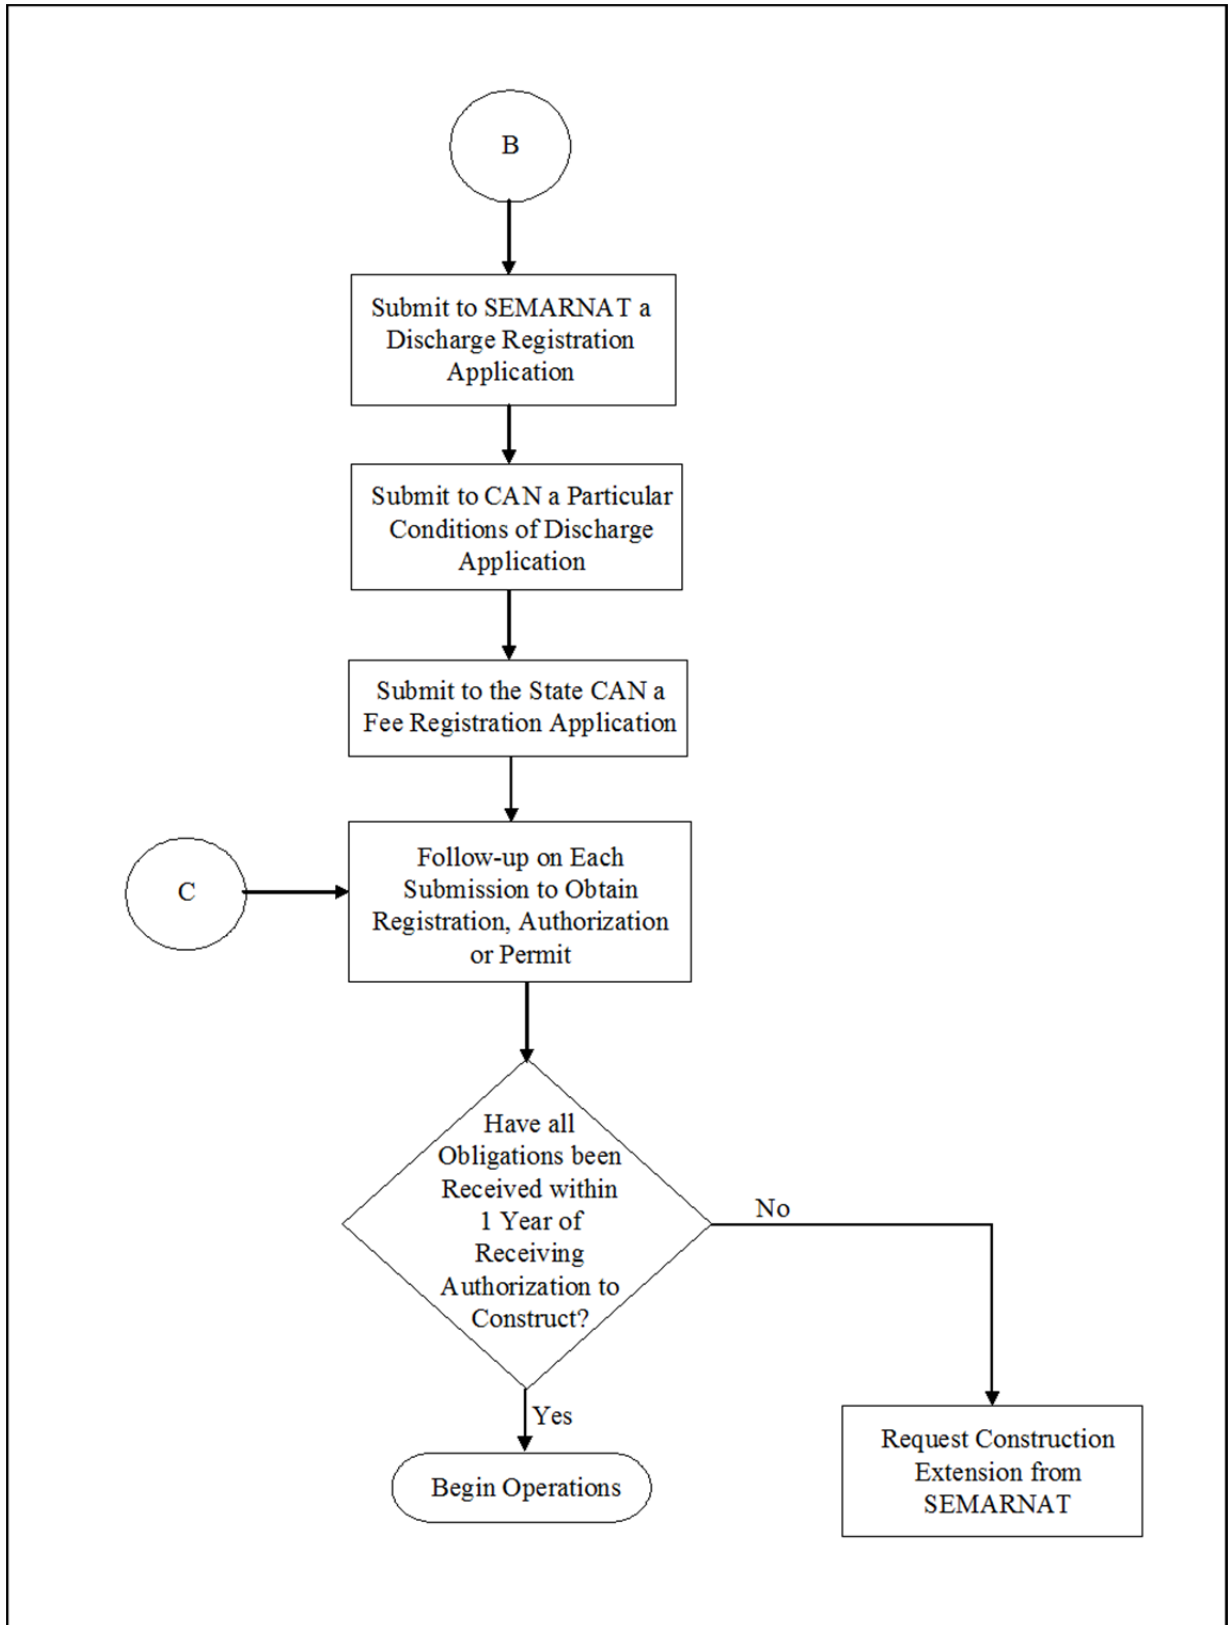 B
Submit to SEMARNAT a
Discharge Registration
Application
Submit to CAN a Particular
Conditions of Discharge
Application
Submit to the State CAN a
Fee Registration Application
C
Follow-up on Each
Submission to Obtain
Registration, Authorization
or Permit
Have all
Obligations been
Received within
1 Year of
Receiving
Authorization to
Construct?
No
Yes
Begin Operations
Request Construction
Extension from
SEMARNAT